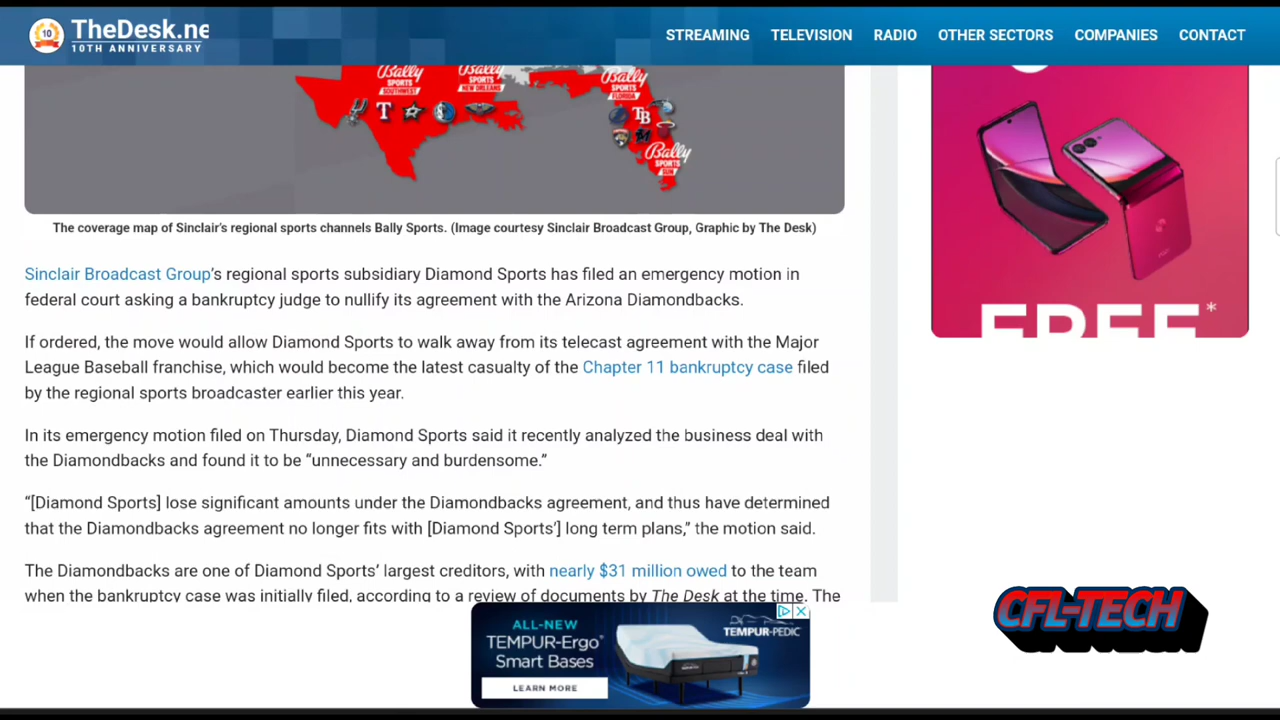 10
TheDesk.ne
10TH ANNIVERSARY
STREAMING TELEVISION RADIO OTHER SECTORS COMPANIES CONTACT
Bally
SPORTS
SOUTHWEST
Bally
SPORTS
NEW ORLEANS
Bally
SPORTS
FLORIDA
Bally
SPORTS
SUN
The coverage map of Sinclair’s regional sports channels Bally Sports. (Image courtesy Sinclair Broadcast Group, Graphic by The Desk)
Sinclair Broadcast Group’s regional sports subsidiary Diamond Sports has filed an emergency motion in
federal court asking a bankruptcy judge to nullify its agreement with the Arizona Diamondbacks.
If ordered, the move would allow Diamond Sports to walk away from its telecast agreement with the Major
League Baseball franchise, which would become the latest casualty of the Chapter 11 bankruptcy case filed
by the regional sports broadcaster earlier this year.
In its emergency motion filed on Thursday, Diamond Sports said it recently analyzed the business deal with
the Diamondbacks and found it to be “unnecessary and burdensome.”
“[Diamond Sports] lose significant amounts under the Diamondbacks agreement, and thus have determined
that the Diamondbacks agreement no longer fits with [Diamond Sports’] long term plans,” the motion said.
The Diamondbacks are one of Diamond Sports’ largest creditors, with nearly $31 million owed to the team
when the bankruptcy case was initially filed, according to a review of documents by The Desk at the time. The
FREE*
ALL-NEW
TEMPUR-Ergo®
Smart Bases
LEARN MORE
TEMPUR-PEDIC
CFL-TECH